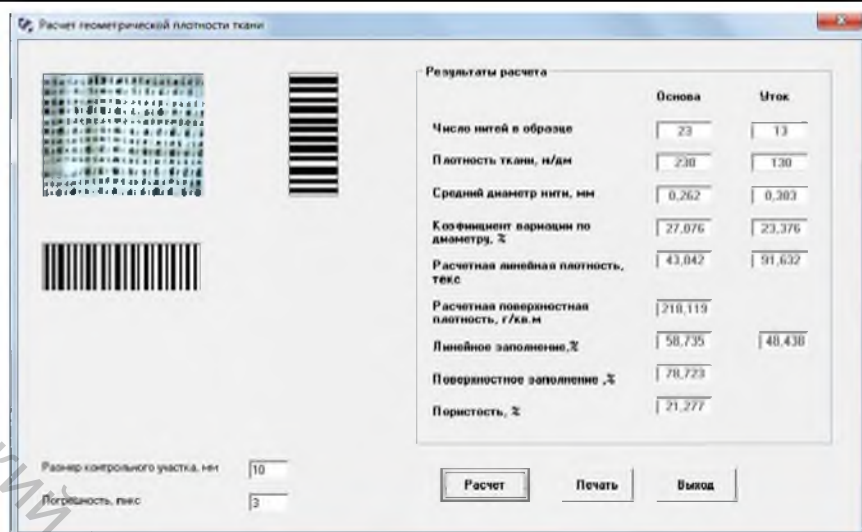 Расчет геометрической плотности ткани
Результаты расчета
Основа Уток
Число нитей в образце 23 13
Плотность ткани, н/дм 230 130
Средний диаметр нити, мм 0,262 0,303
Коэффициент вариации по
диаметру, % 27,076 23,376
Расчетная линейная плотность,
текс 43,042 91,632
Расчетная поверхностная
плотность, г/кв.м 218,119
Линейное заполнение,% 58,735 48,438
Поверхностное заполнение ,% 78,723
Пористость, % 21,277
Размер контрольного участка, мм 10
Погрешность, пикс 3
Расчет Печать Выход